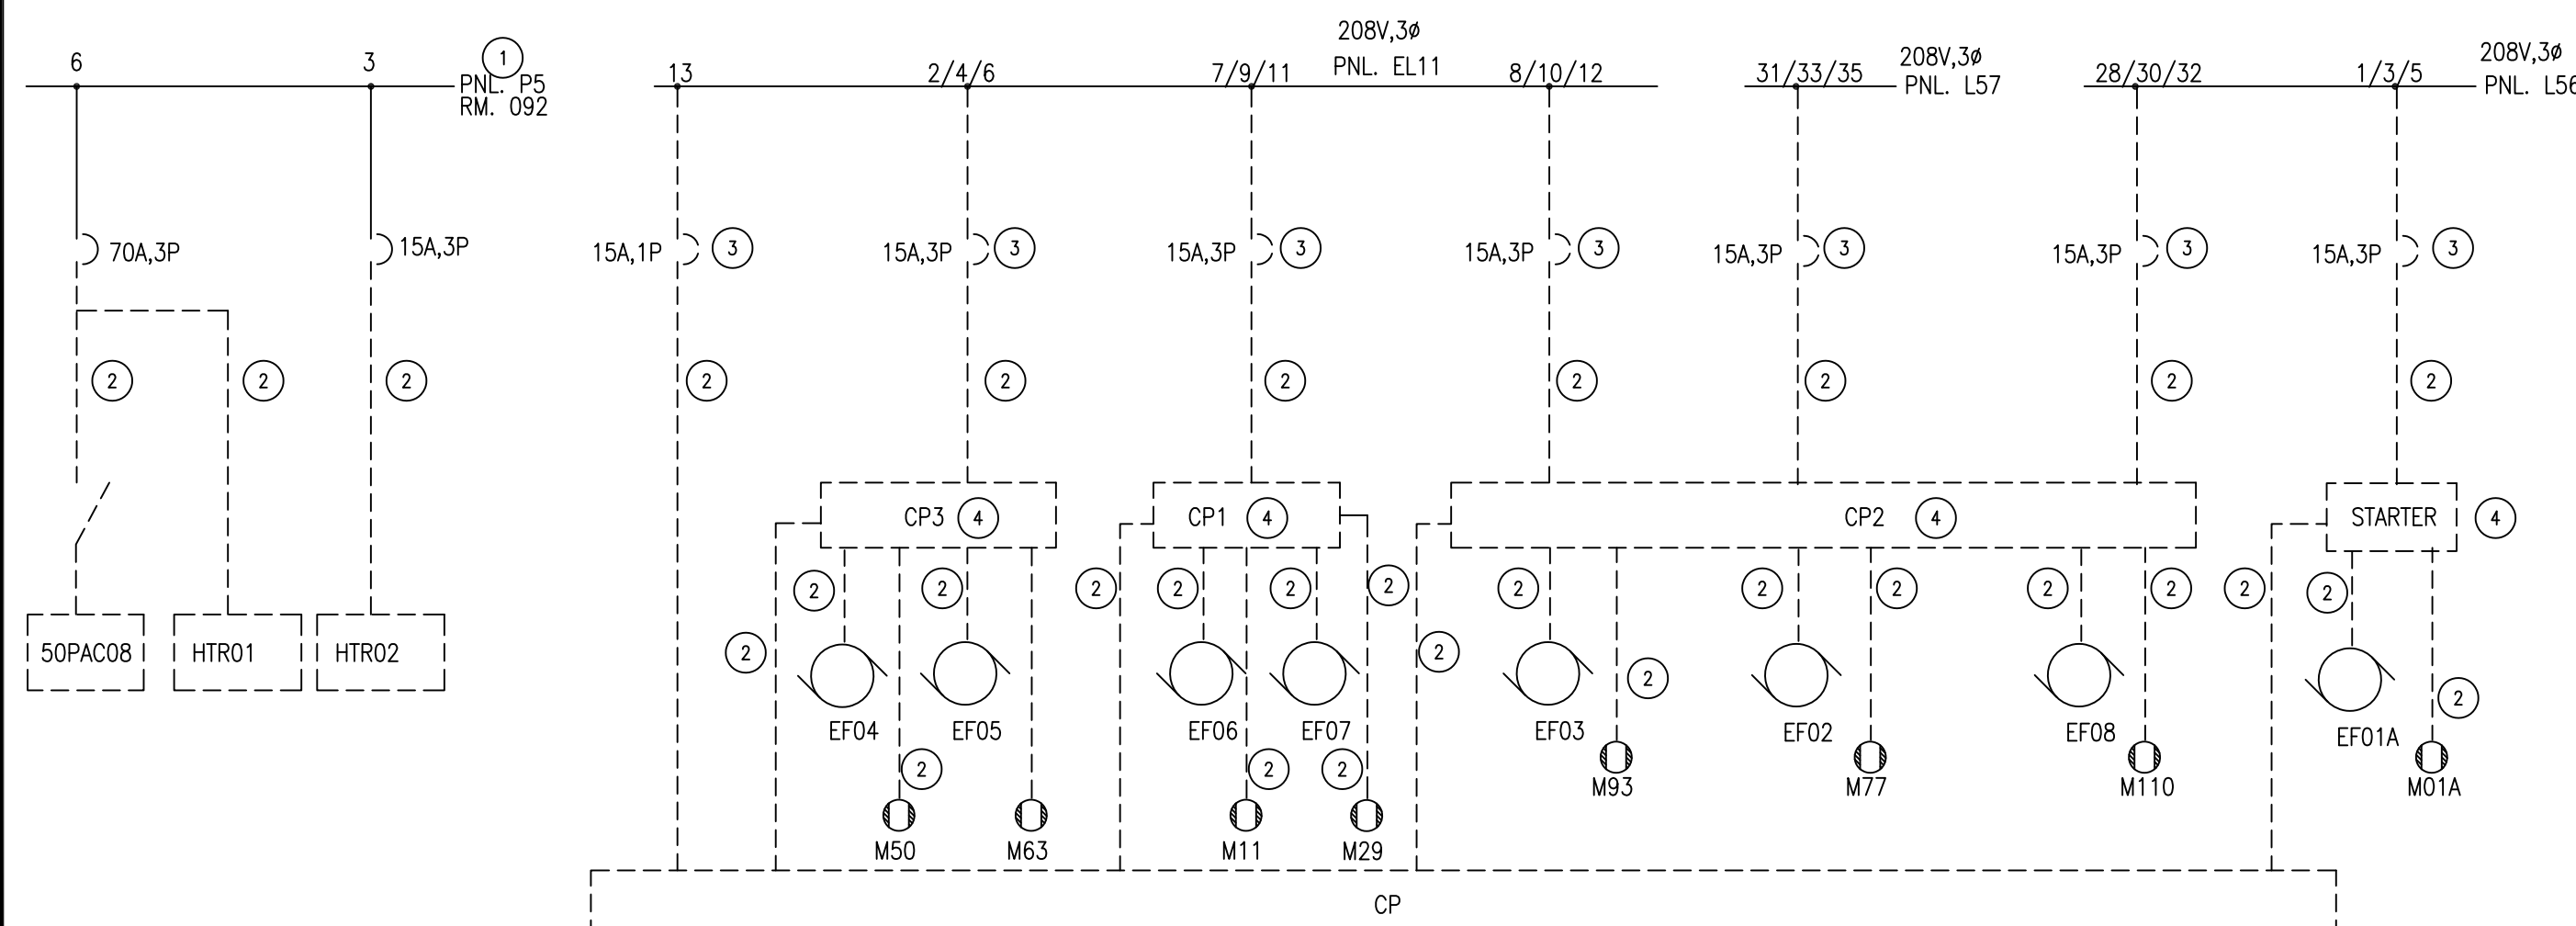 208V,3ø
PNL. EL11
208V,3ø
PNL. L57
208V,3ø
PNL. L56
6
3
1
PNL. P5
RM. 092
13
2/4/6
7/9/11
8/10/12
31/33/35
28/30/32
1/3/5
70A,3P
15A,3P
15A,1P
3
15A,3P
3
15A,3P
3
15A,3P
3
15A,3P
3
15A,3P
3
15A,3P
3
2
2
2
2
2
2
2
2
2
2
CP3
4
CP1
4
CP2
4
STARTER
4
2
2
2
2
2
2
2
2
2
2
2
2
2
50PAC08
HTR01
HTR02
2
2
2
2
EF04
EF05
EF06
EF07
EF03
EF02
EF08
EF01A
2
2
2
M93
M77
M110
M01A
M50
M63
M11
M29
CP